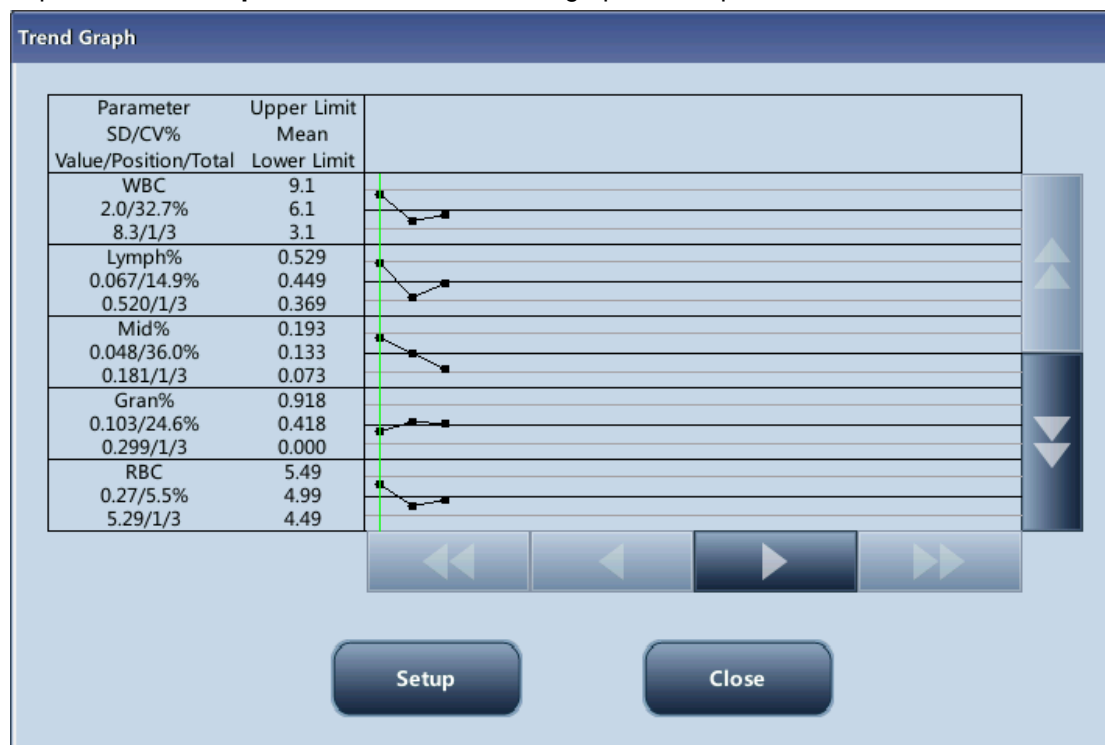 Trend Graph
Parameter Upper Limit
SD/CV% Mean
Value/Position/Total Lower Limit
WBC 9.1
2.0/32.7% 6.1
8.3/1/3 3.1
Lymph% 0.529
0.067/14.9% 0.449
0.520/1/3 0.369
Mid% 0.193
0.048/36.0% 0.133
0.181/1/3 0.073
Gran% 0.918
0.103/24.6% 0.418
0.299/1/3 0.000
RBC 5.49
0.27/5.5% 4.99
5.29/1/3 4.49
Setup Close